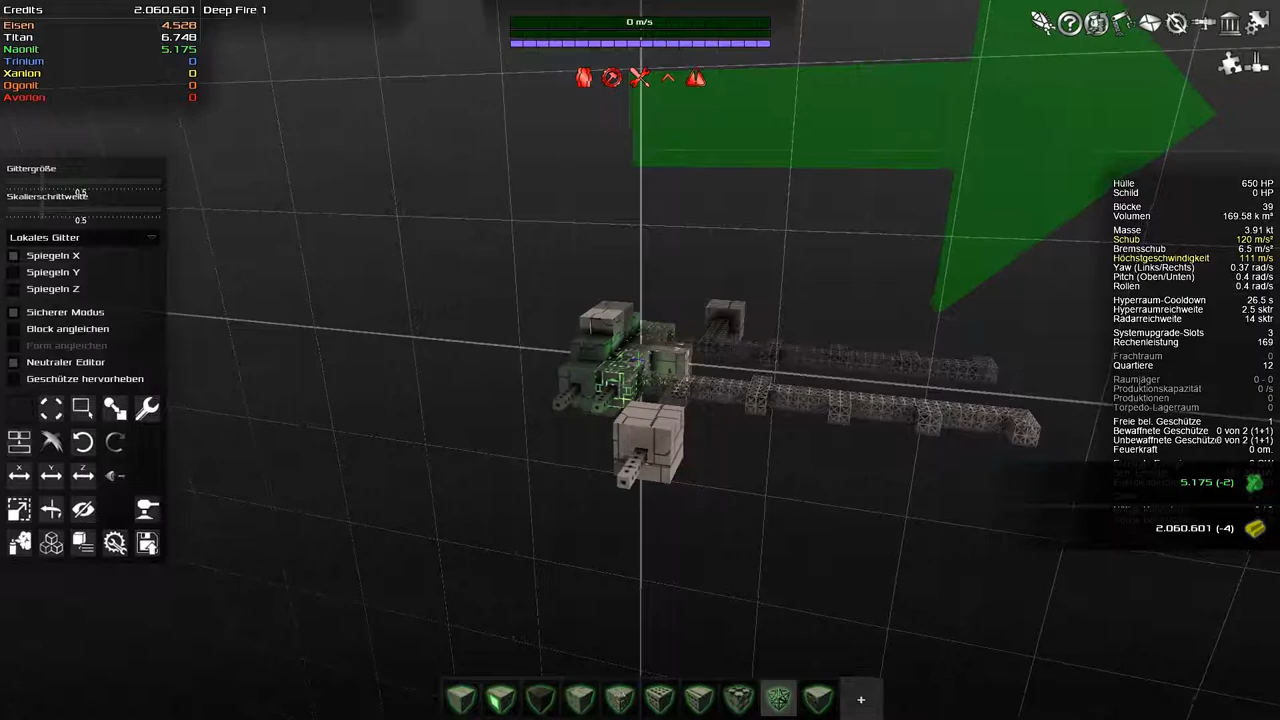 Credits 2.060.601 Deep Fire 1
Eisen 4.528
Titan 6.748
Naonit 5.175
Trinium 0
Xanion 0
Ogonit 0
Avorion 0
0 m/s
Gittergröße
0.5
Skalierschrittweite
0.5
Lokales Gitter
Spiegeln X
Spiegeln Y
Spiegeln Z
Sicherer Modus
Block angleichen
Form angleichen
Neutraler Editor
Geschütze hervorheben
X Y Z
Hülle 650 HP
Schild 0 HP
Blöcke 39
Volumen 169.58 k m³
Masse 3.91 kt
Schub 120 m/s²
Bremsschub 6.5 m/s²
Höchstgeschwindigkeit 111 m/s
Yaw (Links/Rechts) 0.37 rad/s
Pitch (Oben/Unten) 0.4 rad/s
Rollen 0.4 rad/s
Hyperraum-Cooldown 26.5 s
Hyperraumreichweite 2.5 sktr
Radarreichweite 14 sktr
Systemupgrade-Slots 3
Rechenleistung 169
Frachtraum 0
Quartiere 12
Raumjäger 0 - 0
Produktionskapazität 0 /s
Produktionen 0
Torpedo-Lagerraum 0
Freie bel. Geschütze 1
Bewaffnete Geschütze 0 von 2 (1+1)
Unbewaffnete Geschütze 0 von 2 (1+1)
Feuerkraft 0 om.
5.175 (-2)
2.060.601 (-4)
+